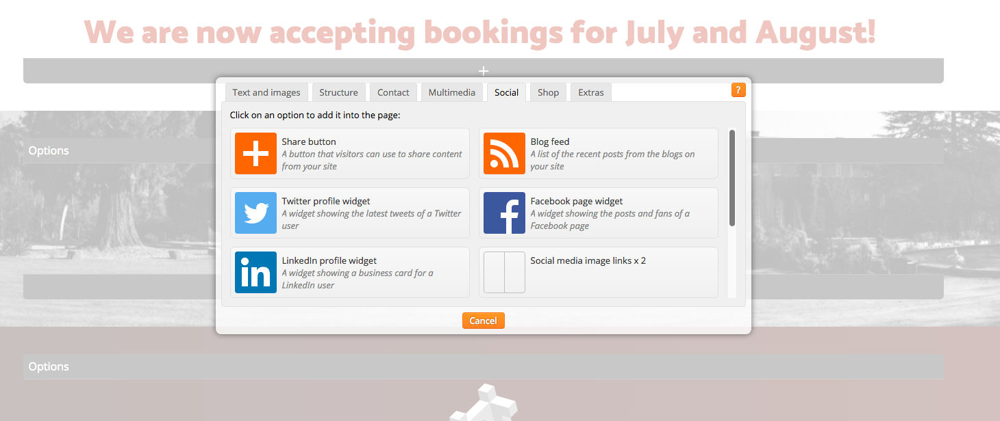 We are now accepting bookings for July and August!
+
Text and images Structure Contact Multimedia Social Shop Extras ?
Click on an option to add it into the page:
Share button
A button that visitors can use to share content
from your site
Blog feed
A list of the recent posts from the blogs on
your site
Twitter profile widget
A widget showing the latest tweets of a Twitter
user
Facebook page widget
A widget showing the posts and fans of a
Facebook page
LinkedIn profile widget
A widget showing a business card for a
LinkedIn user
Social media image links x 2
in
f
Cancel
Options
Options